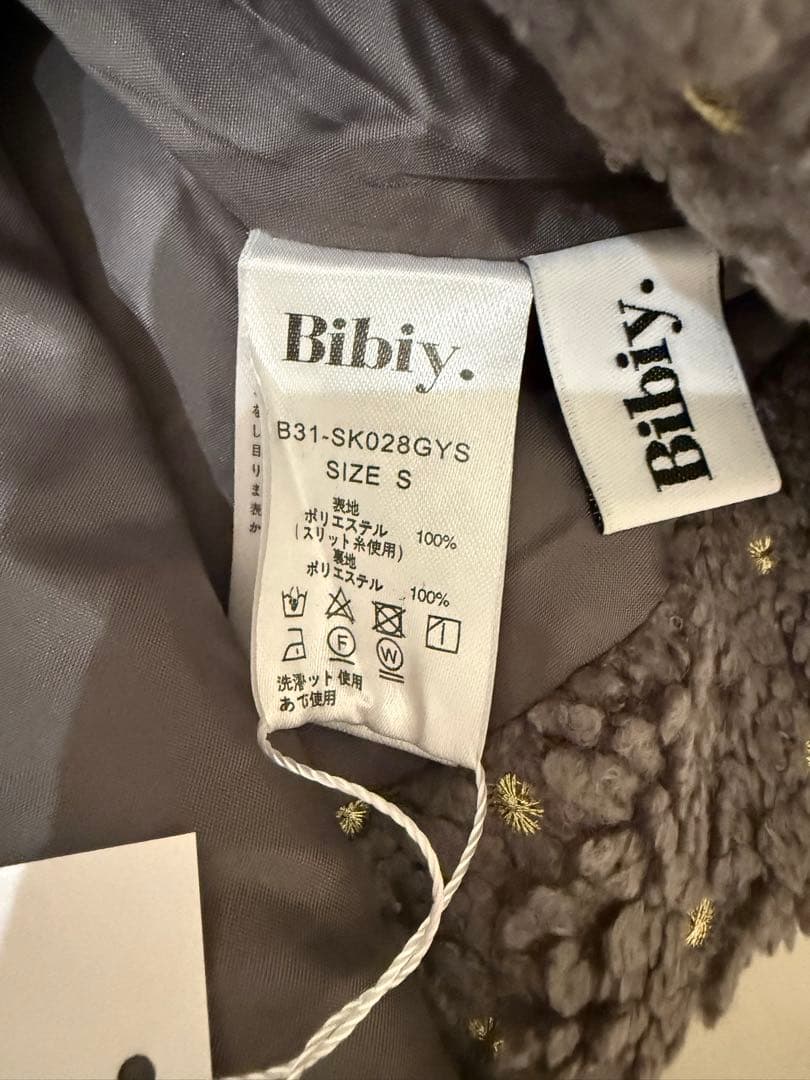 Bibiy.
B31-SK028GYS
SIZE S
表地
ポリエステル 100%
(スリット糸使用)
裏地
ポリエステル 100%
F
W
洗濯ネット使用
あて使用
Bibiy.